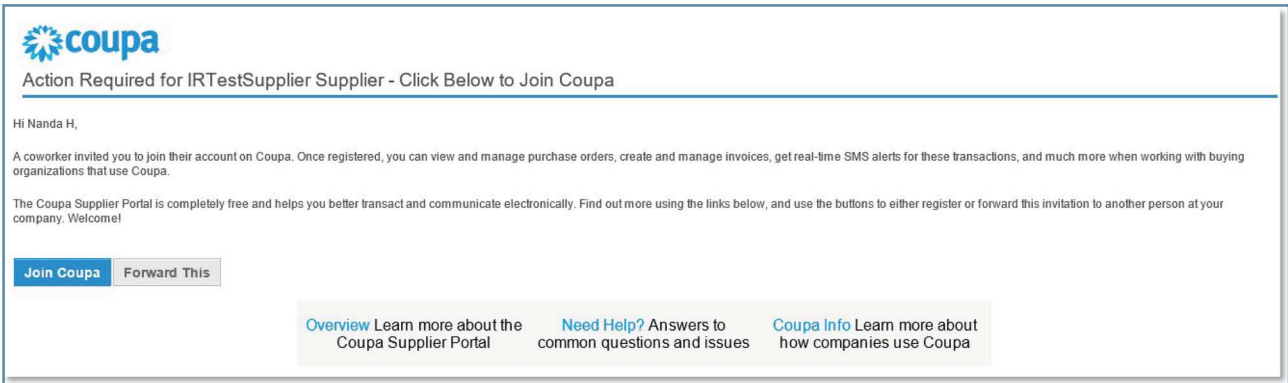 coupa
Action Required for IRTestSupplier Supplier - Click Below to Join Coupa
Hi Nanda H,
A coworker invited you to join their account on Coupa. Once registered, you can view and manage purchase orders, create and manage invoices, get real-time SMS alerts for these transactions, and much more when working with buying
organizations that use Coupa.
The Coupa Supplier Portal is completely free and helps you better transact and communicate electronically. Find out more using the links below, and use the buttons to either register or forward this invitation to another person at your
company. Welcome!
Join Coupa Forward This
Overview Learn more about the
Coupa Supplier Portal
Need Help? Answers to
common questions and issues
Coupa Info Learn more about
how companies use Coupa